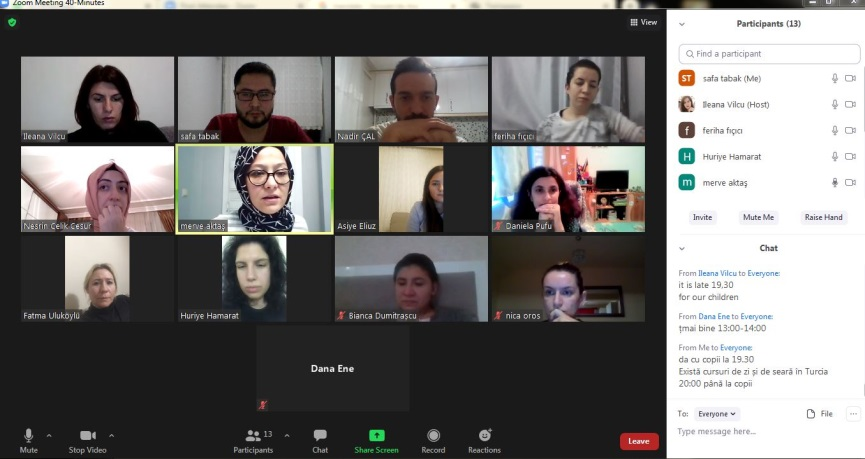 Zoom Meeting 40-Minutes
View
Ileana Vilçu
safa tabak
Nadir ÇAL
feriha fıçıcı
Nesrin Çelik Cesur
merve aktaş
Asiye Eliuz
Daniela Pufu
Fatma Uluköylü
Huriye Hamarat
Bianca Dumitrașcu
nica oros
Dana Ene
Mute
Stop Video
Participants
13
Chat
Share Screen
Record
Reactions
Leave
Participants (13)
Find a participant
ST safa tabak (Me)
Ileana Vilcu (Host)
f feriha fıçıcı
H Huriye Hamarat
m merve aktaş
Invite Mute Me Raise Hand
Chat
From Ileana Vilcu to Everyone:
it is late 19.30
for our children
From Dana Ene to Everyone:
țmai bine 13:00-14:00
From Me to Everyone:
da cu copii la 19.30
Există cursuri de zi și de seară în Turcia
20:00 până la copii
To: Everyone File ...
Type message here...